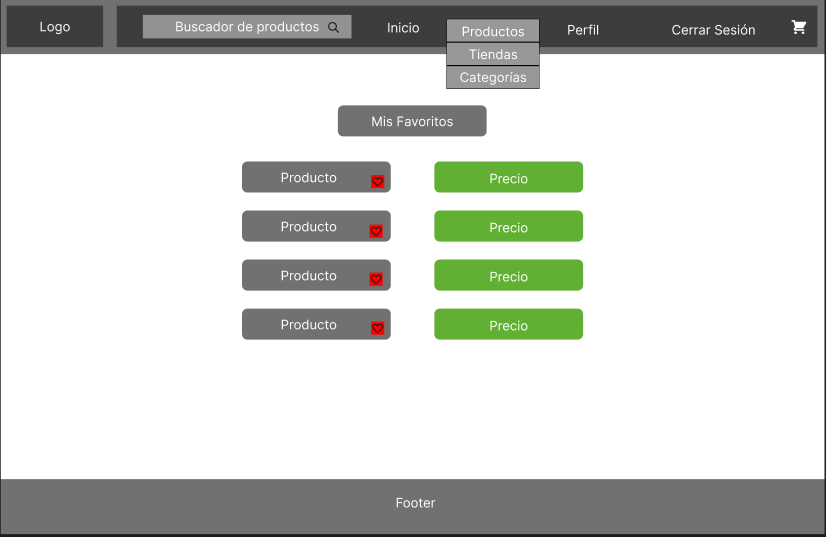 Logo
Buscador de productos
Inicio
Productos
Tiendas
Categorías
Perfil
Cerrar Sesión
Mis Favoritos
Producto
Precio
Producto
Precio
Producto
Precio
Producto
Precio
Footer